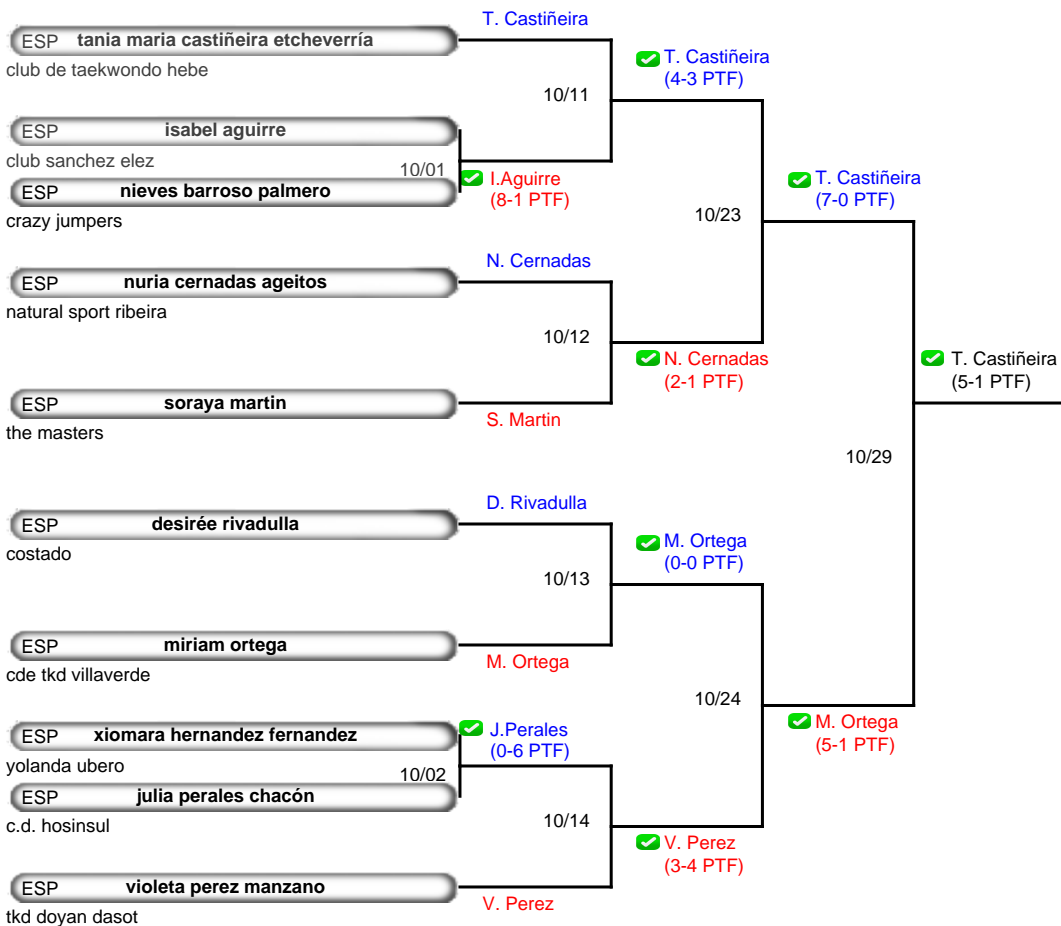 T. Castiñeira
ESP tania maria castiñeira etcheverría
club de taekwondo hebe
T. Castiñeira
(4-3 PTF)
10/11
ESP isabel aguirre
club sanchez elez
10/01
I.Aguirre
(8-1 PTF)
ESP nieves barroso palmero
crazy jumpers
T. Castiñeira
(7-0 PTF)
10/23
N. Cernadas
ESP nuria cernadas ageitos
natural sport ribeira
10/12
N. Cernadas
(2-1 PTF)
T. Castiñeira
(5-1 PTF)
ESP soraya martin
S. Martin
the masters
10/29
D. Rivadulla
ESP desirée rivadulla
costado
M. Ortega
(0-0 PTF)
10/13
ESP miriam ortega
M. Ortega
cde tkd villaverde
10/24
M. Ortega
(5-1 PTF)
ESP xiomara hernandez fernandez
J.Perales
(0-6 PTF)
yolanda ubero
10/02
ESP julia perales chacón
c.d. hosinsul
10/14
V. Perez
(3-4 PTF)
ESP violeta perez manzano
V. Perez
tkd doyan dasot